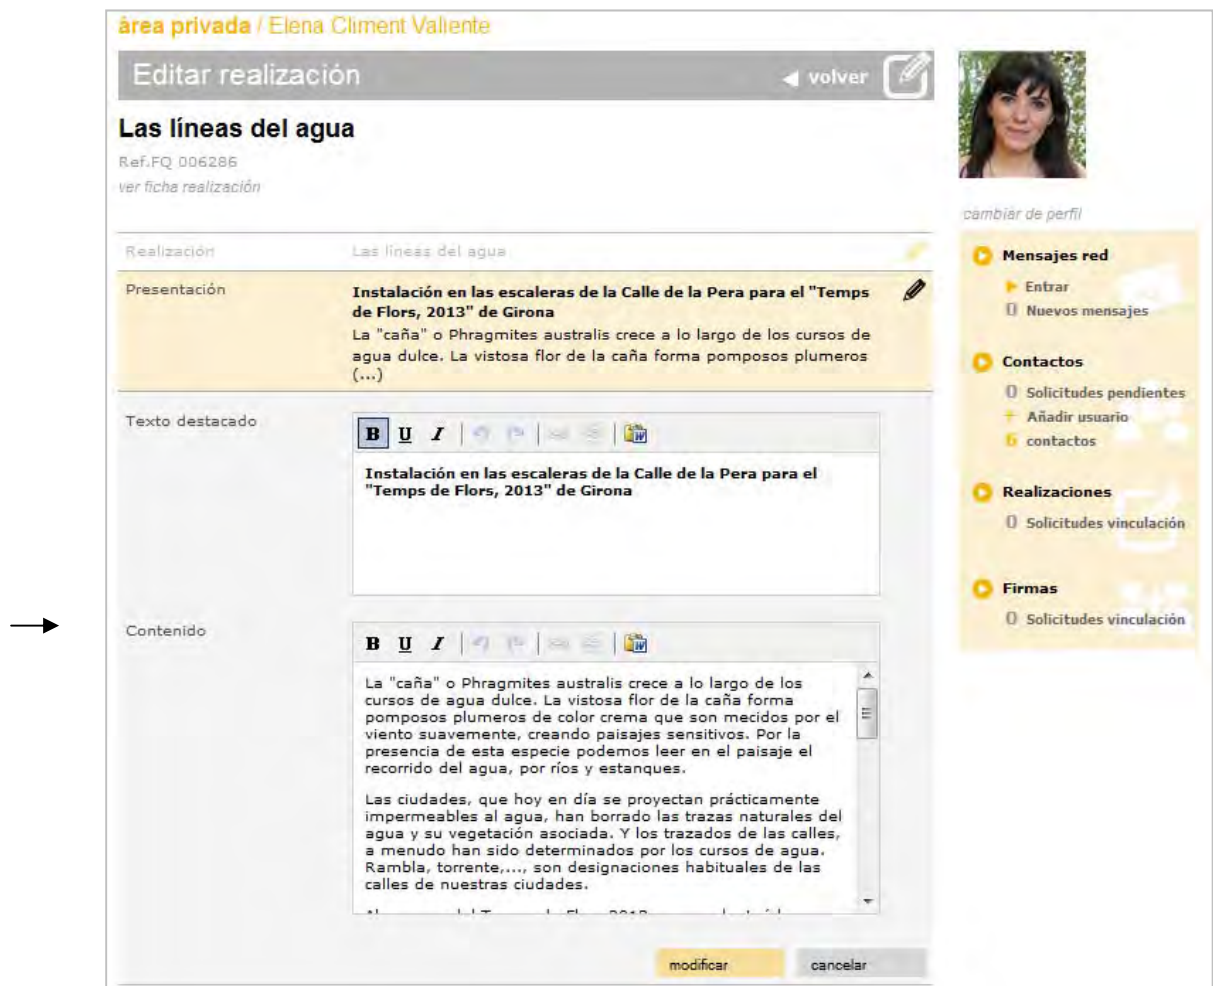 área privada / Elena Climent Valiente
Editar realización
volver
Las líneas del agua
Ref.FQ 006286
ver ficha realización
Realización
Las líneas del agua
Presentación
Instalación en las escaleras de la Calle de la Pera para el "Temps
de Flors, 2013" de Girona
La "caña" o Phragmites australis crece a lo largo de los cursos de
agua dulce. La vistosa flor de la caña forma pomposos plumeros
(...)
Texto destacado
B U I
Instalación en las escaleras de la Calle de la Pera para el
"Temps de Flors, 2013" de Girona
Contenido
B U I
La "caña" o Phragmites australis crece a lo largo de los
cursos de agua dulce. La vistosa flor de la caña forma
pomposos plumeros de color crema que son mecidos por el
viento suavemente, creando paisajes sensitivos. Por la
presencia de esta especie podemos leer en el paisaje el
recorrido del agua, por ríos y estanques.
Las ciudades, que hoy en día se proyectan prácticamente
impermeables al agua, han borrado las trazas naturales del
agua y su vegetación asociada. Y los trazados de las calles,
a menudo han sido determinados por los cursos de agua.
Rambla, torrente,..., son designaciones habituales de las
calles de nuestras ciudades.
modificar
cancelar
cambiar de perfil
Mensajes red
Entrar
0 Nuevos mensajes
Contactos
0 Solicitudes pendientes
+ Añadir usuario
6 contactos
Realizaciones
0 Solicitudes vinculación
Firmas
0 Solicitudes vinculación